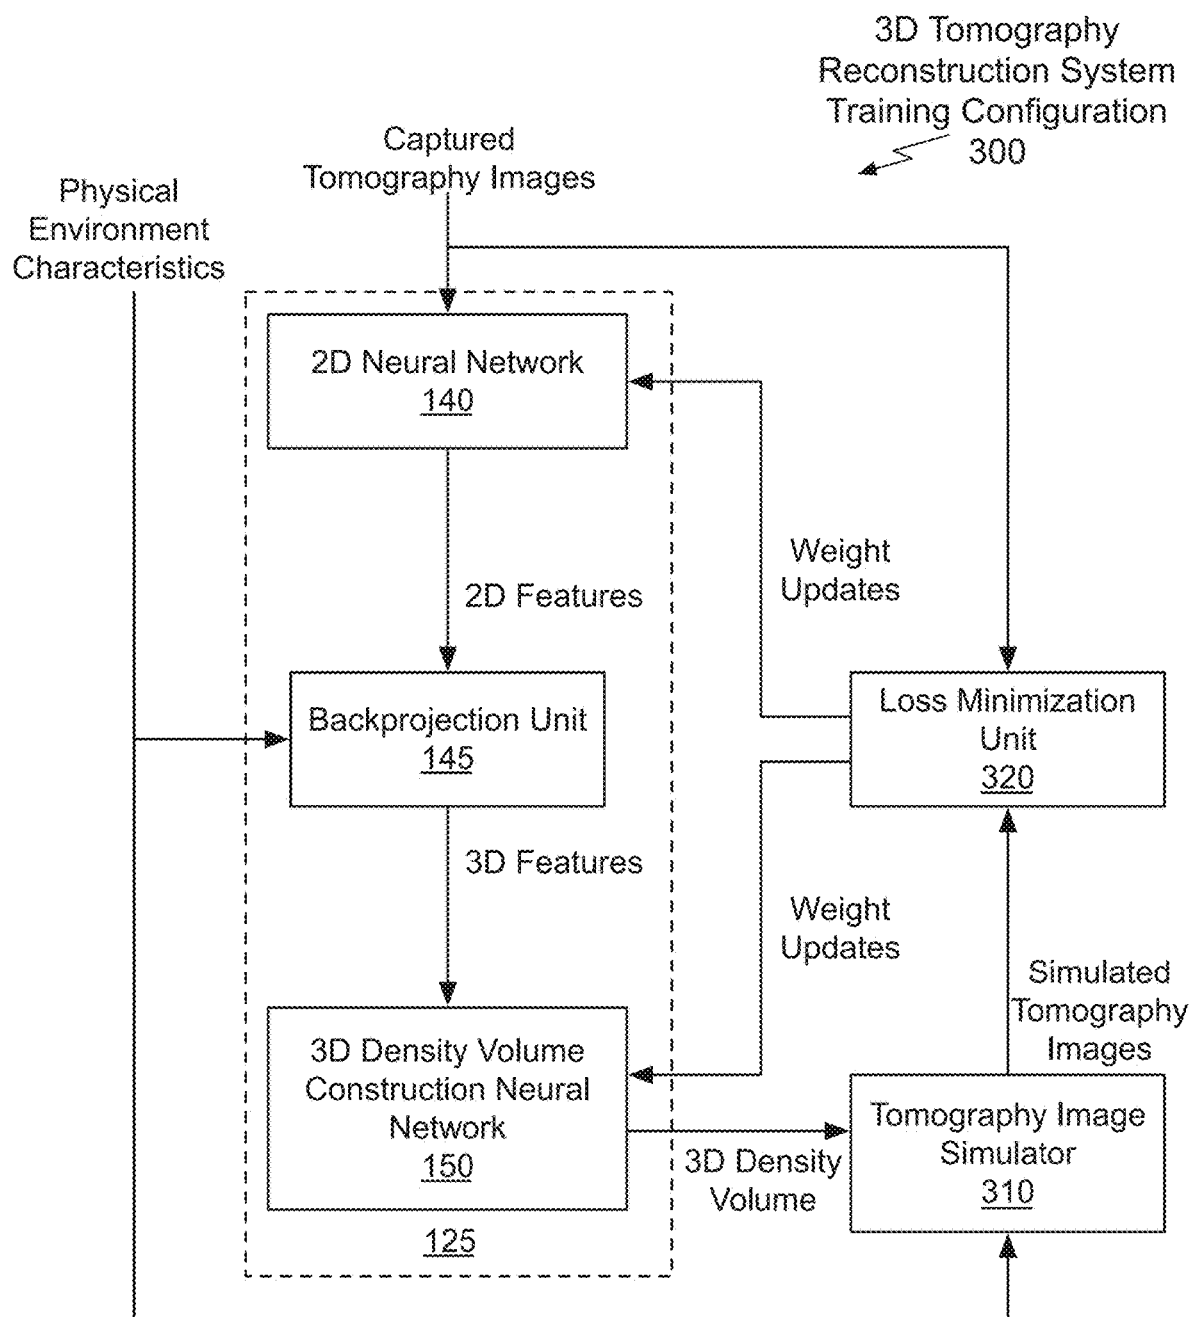 3D Tomography
Reconstruction System
Training Configuration
300
Captured
Tomography Images
Physical
Environment
Characteristics
2D Neural Network
140
Weight
Updates
2D Features
Backprojection Unit
145
Loss Minimization
Unit
320
3D Features
Weight
Updates
Simulated
Tomography
Images
3D Density Volume
Construction Neural
Network
150
3D Density
Volume
Tomography Image
Simulator
310
125